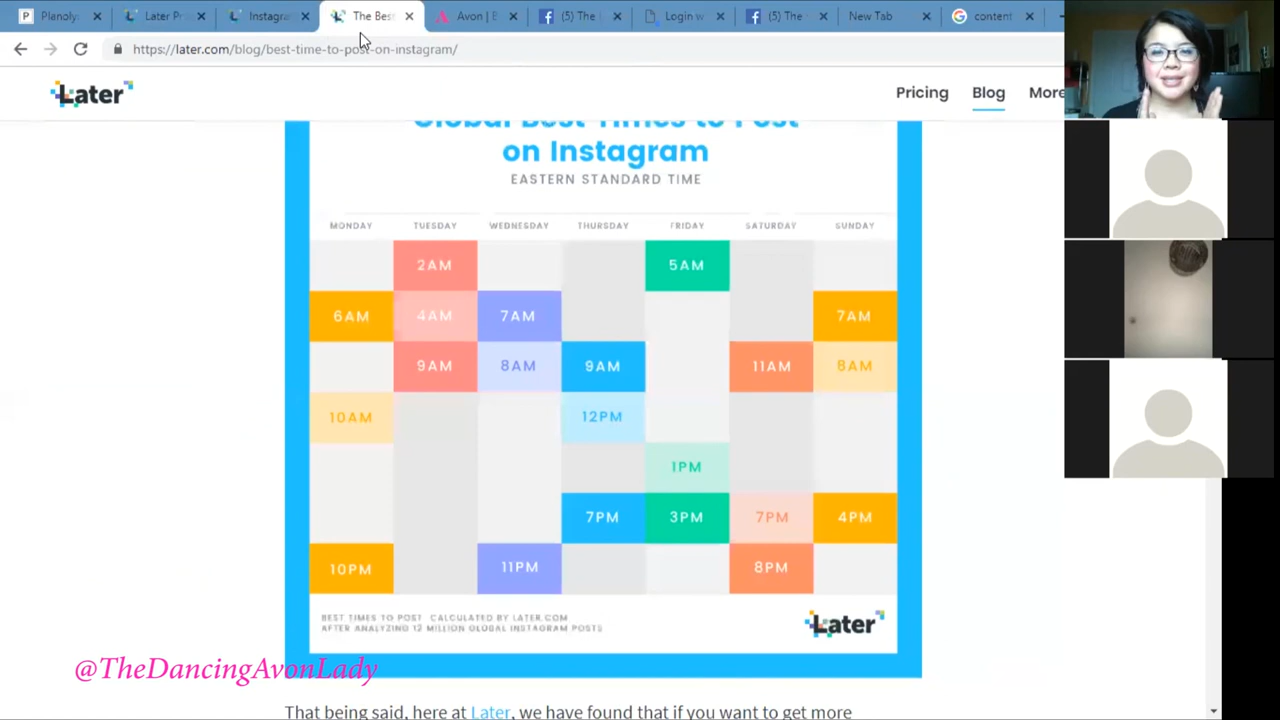 Planoly
Later Pr
Instagram
The Bes
Avon | B
(5) The
Login w
(5) The
New Tab
content
https://later.com/blog/best-time-to-post-on-instagram/
Later
Pricing
Blog
More
Global Best Times to Post
on Instagram
EASTERN STANDARD TIME
MONDAY TUESDAY WEDNESDAY THURSDAY FRIDAY SATURDAY SUNDAY
2AM 5AM
6AM 4AM 7AM 7AM
9AM 8AM 9AM 11AM 8AM
10AM 12PM
1PM
7PM 3PM 7PM 4PM
10PM 11PM 8PM
BEST TIMES TO POST CALCULATED BY LATER.COM
AFTER ANALYZING 12 MILLION GLOBAL INSTAGRAM POSTS
Later
@TheDancingAvonLady
That being said, here at Later, we have found that if you want to get more